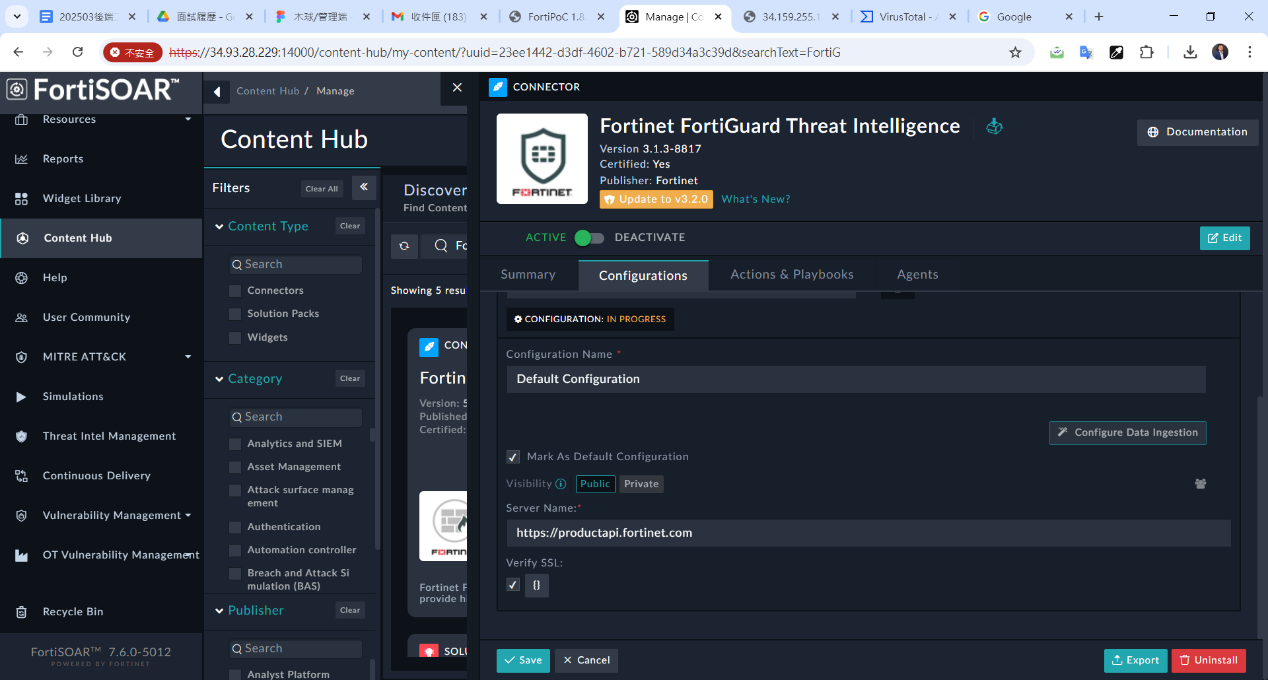 202503後端
面試履歷 - G
木球/管理端
收件匣 (183)
FortiPoC 1.8.
Manage | Co
34.159.255.1
VirusTotal - A
Google
不安全
https://34.93.28.229:14000/content-hub/my-content/?uuid=23ee1442-d3df-4602-b721-589d34a3c39d&searchText=FortiG
FortiSOAR™
Resources
Reports
Widget Library
Content Hub
Help
User Community
MITRE ATT&CK
Simulations
Threat Intel Management
Continuous Delivery
Vulnerability Management
OT Vulnerability Management
Recycle Bin
FortiSOAR™ 7.6.0-5012
POWERED BY FORTINET
Content Hub / Manage
Content Hub
Filters
Clear All
Content Type
Clear
Search
Connectors
Solution Packs
Widgets
Category
Clear
Search
Analytics and SIEM
Asset Management
Attack surface manag
ement
Authentication
Automation controller
Breach and Attack Si
mulation (BAS)
Publisher
Clear
Search
Analyst Platform
Discover
Find Content
Fo
Showing 5 resu
CONN
Fortin
Version: 5
Published
Certified:
FORTINET
Fortinet F
provide h
SOLU
CONNECTOR
FORTINET
Fortinet FortiGuard Threat Intelligence
Version 3.1.3-8817
Certified: Yes
Publisher: Fortinet
Update to v3.2.0
What's New?
Documentation
ACTIVE
DEACTIVATE
Edit
Summary
Configurations
Actions & Playbooks
Agents
CONFIGURATION: IN PROGRESS
Configuration Name *
Default Configuration
Configure Data Ingestion
Mark As Default Configuration
Visibility
Public
Private
Server Name:*
https://productapi.fortinet.com
Verify SSL:
{}
Save
Cancel
Export
Uninstall